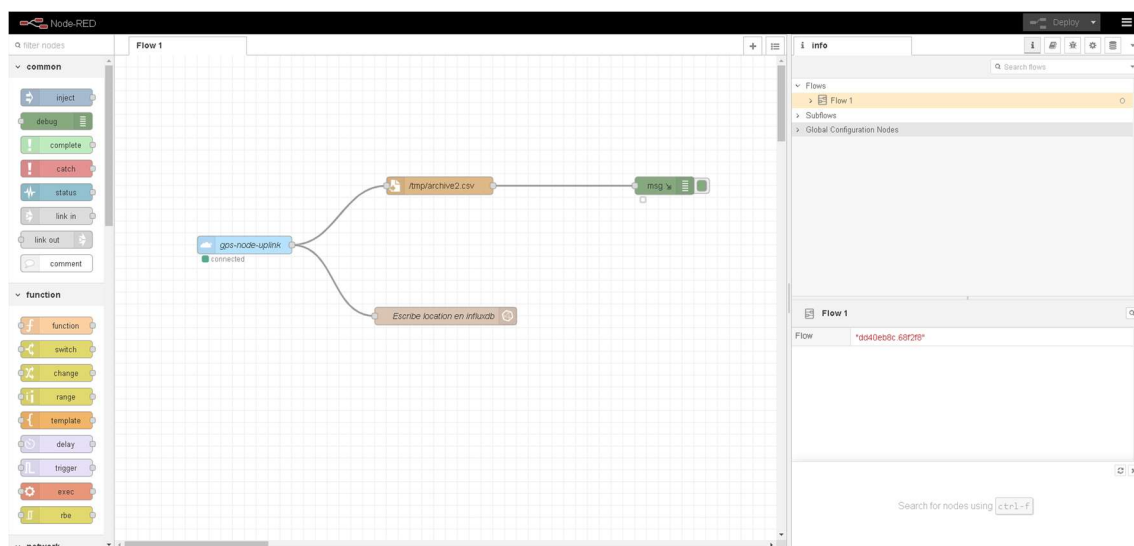 Node-RED
Deploy
filter nodes
Flow 1
info
Search flows
common
inject
debug
complete
catch
status
link in
link out
comment
function
function
switch
change
range
template
delay
trigger
exec
rbe
network
/tmp/archive2.csv
msg
gps-node-uplink
connected
Escribe location en influxdb
Flows
Flow 1
Subflows
Global Configuration Nodes
Flow 1
Flow "dd40eb8c.68f2f8"
Search for nodes using ctrl-f